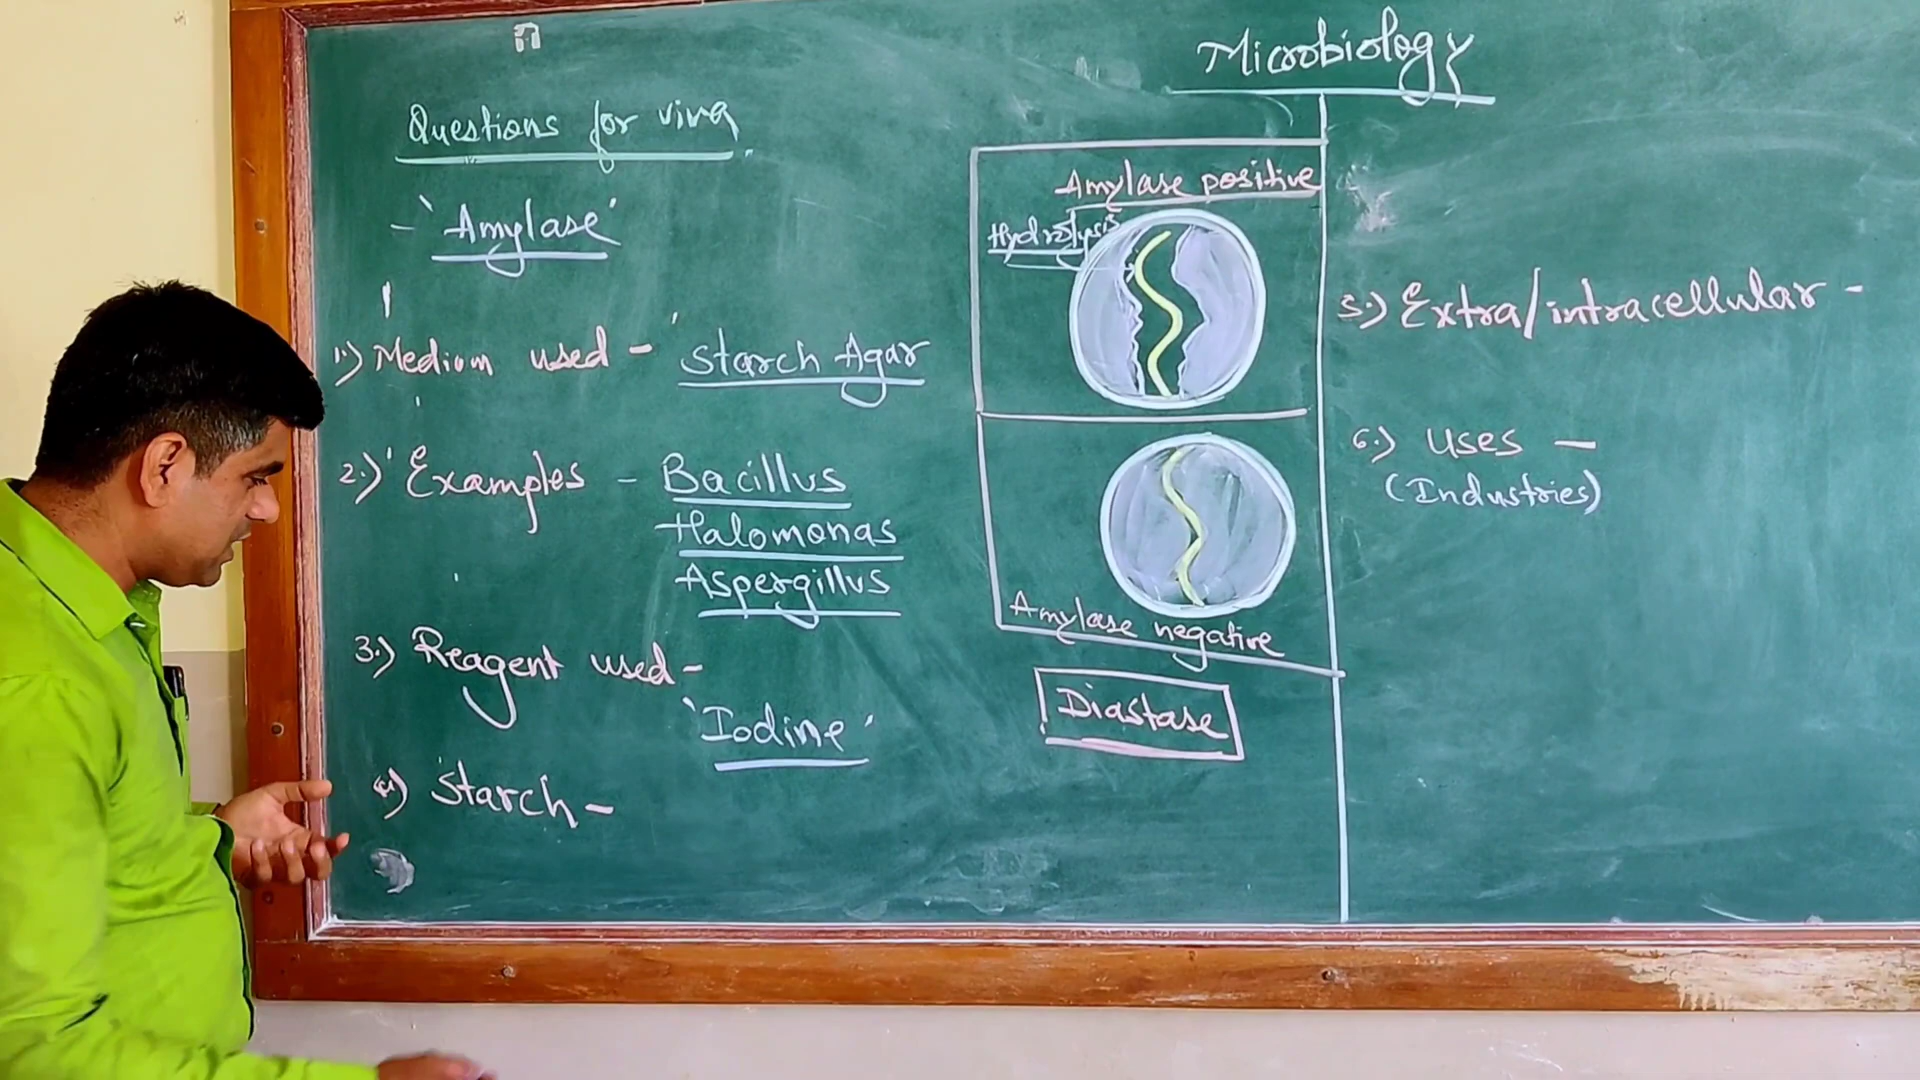 Microbiology
Questions for viva
- 'Amylase'
1.) Medium used - 'Starch Agar
2.) Examples - Bacillus
Halomonas
Aspergillus
3.) Reagent used -
'Iodine'
4.) Starch -
Amylase positive
Hydrolysis
Amylase negative
Diastase
5.) Extra/intracellular -
6.) Uses -
(Industries)